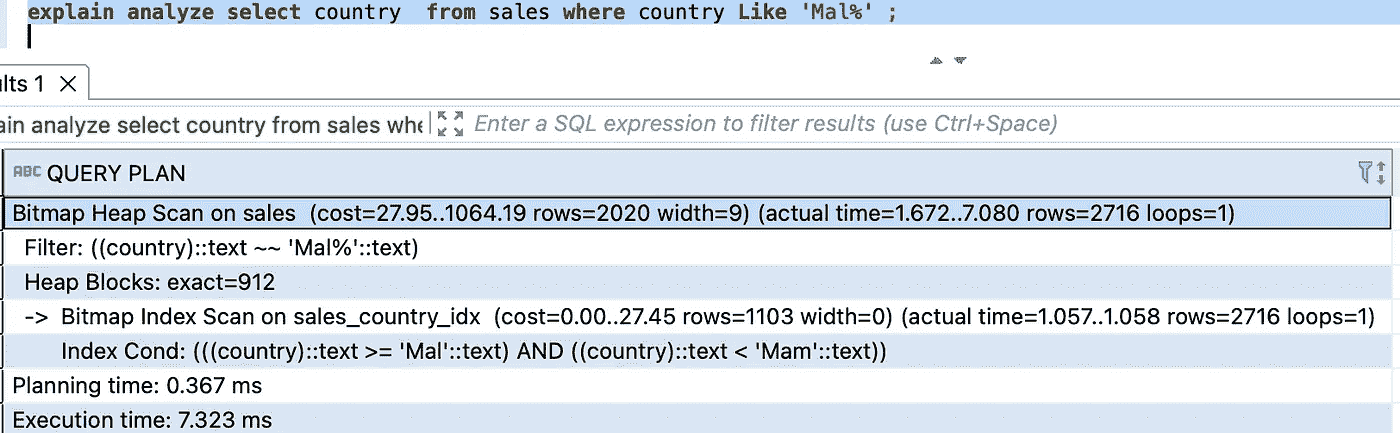 explain analyze select country  from sales where country Like 'Mal%' ;
ults 1
ain analyze select country from sales whe
Enter a SQL expression to filter results (use Ctrl+Space)
ABC QUERY PLAN
Bitmap Heap Scan on sales  (cost=27.95..1064.19 rows=2020 width=9) (actual time=1.672..7.080 rows=2716 loops=1)
Filter: ((country)::text ~~ 'Mal%'::text)
Heap Blocks: exact=912
->  Bitmap Index Scan on sales_country_idx  (cost=0.00..27.45 rows=1103 width=0) (actual time=1.057..1.058 rows=2716 loops=1)
Index Cond: (((country)::text >= 'Mal'::text) AND ((country)::text < 'Mam'::text))
Planning time: 0.367 ms
Execution time: 7.323 ms